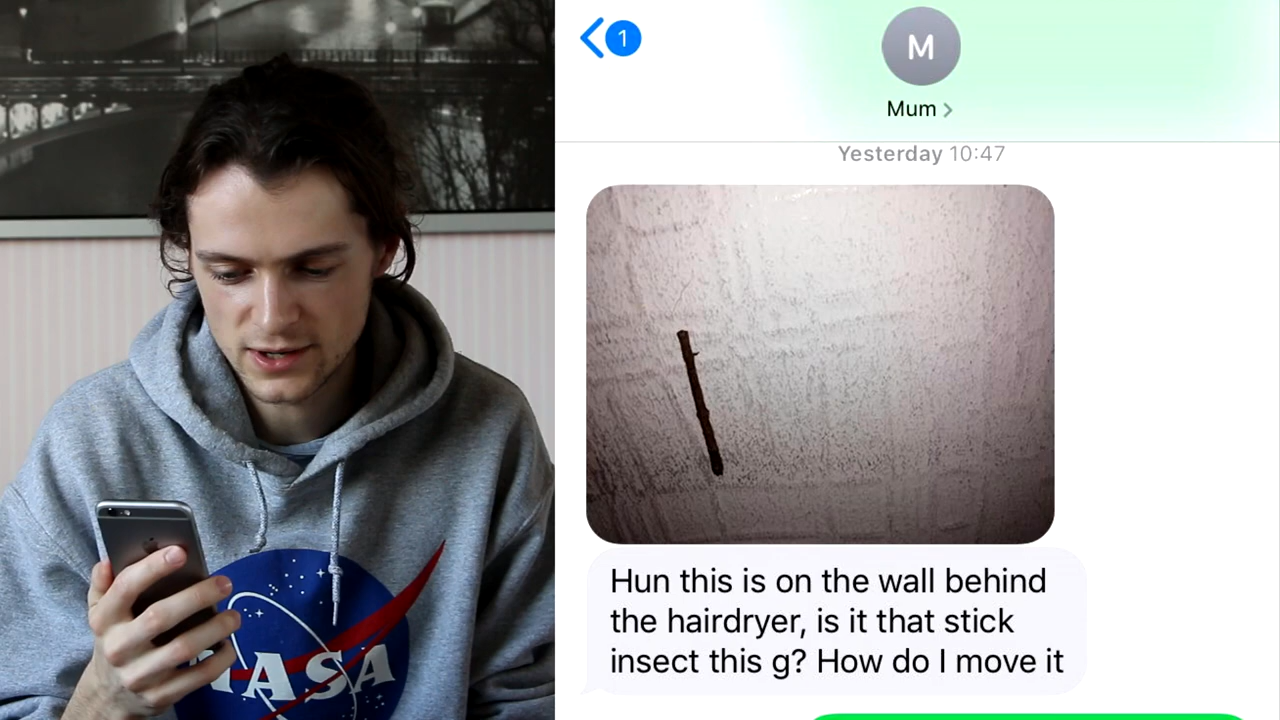 1
M
Mum
Yesterday 10:47
Hun this is on the wall behind
the hairdryer, is it that stick
insect this g? How do I move it
NASA